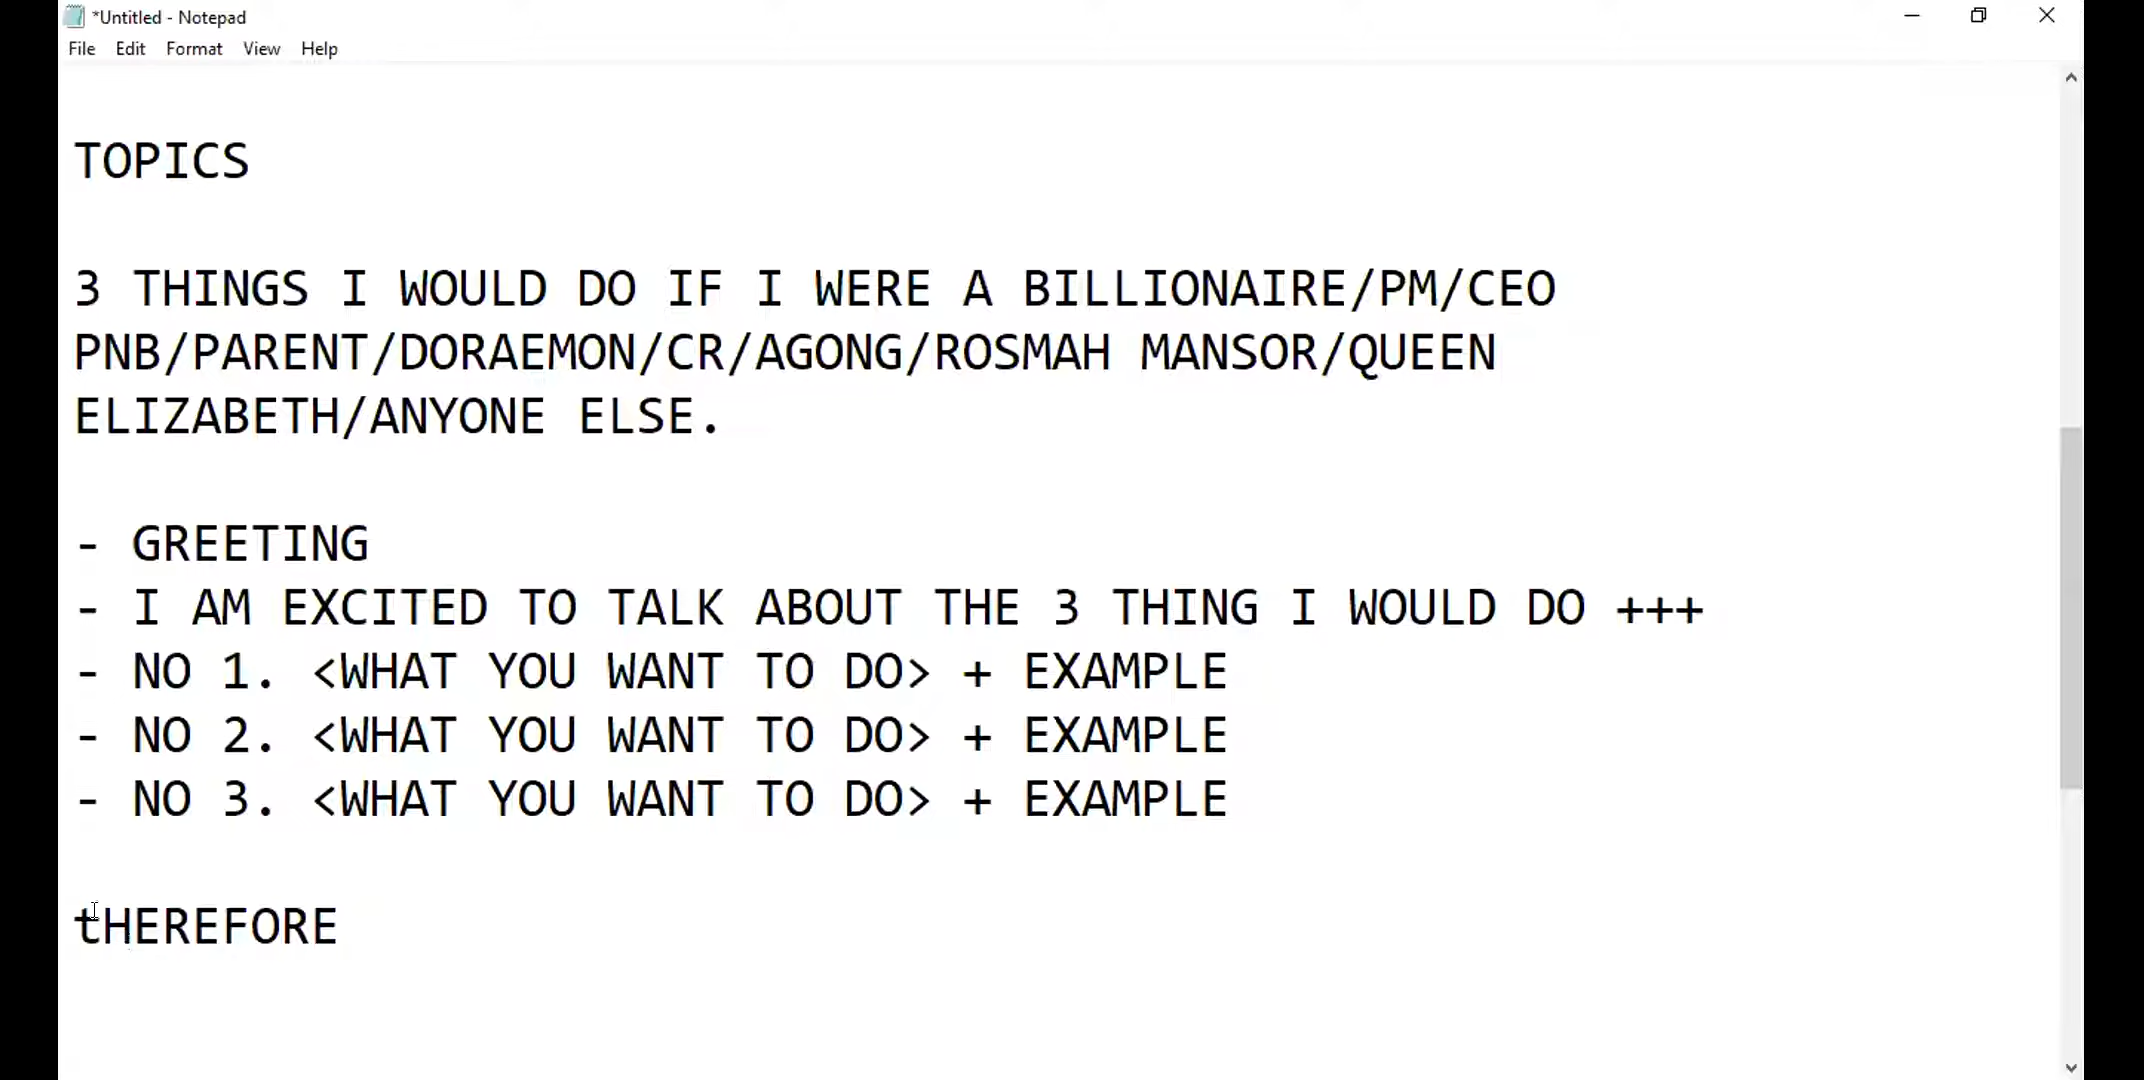 *Untitled - Notepad
File Edit Format View Help
TOPICS
3 THINGS I WOULD DO IF I WERE A BILLIONAIRE/PM/CEO
PNB/PARENT/DORAEMON/CR/AGONG/ROSMAH MANSOR/QUEEN
ELIZABETH/ANYONE ELSE.
- GREETING
- I AM EXCITED TO TALK ABOUT THE 3 THING I WOULD DO +++
- NO 1. <WHAT YOU WANT TO DO> + EXAMPLE
- NO 2. <WHAT YOU WANT TO DO> + EXAMPLE
- NO 3. <WHAT YOU WANT TO DO> + EXAMPLE
tHEREFORE